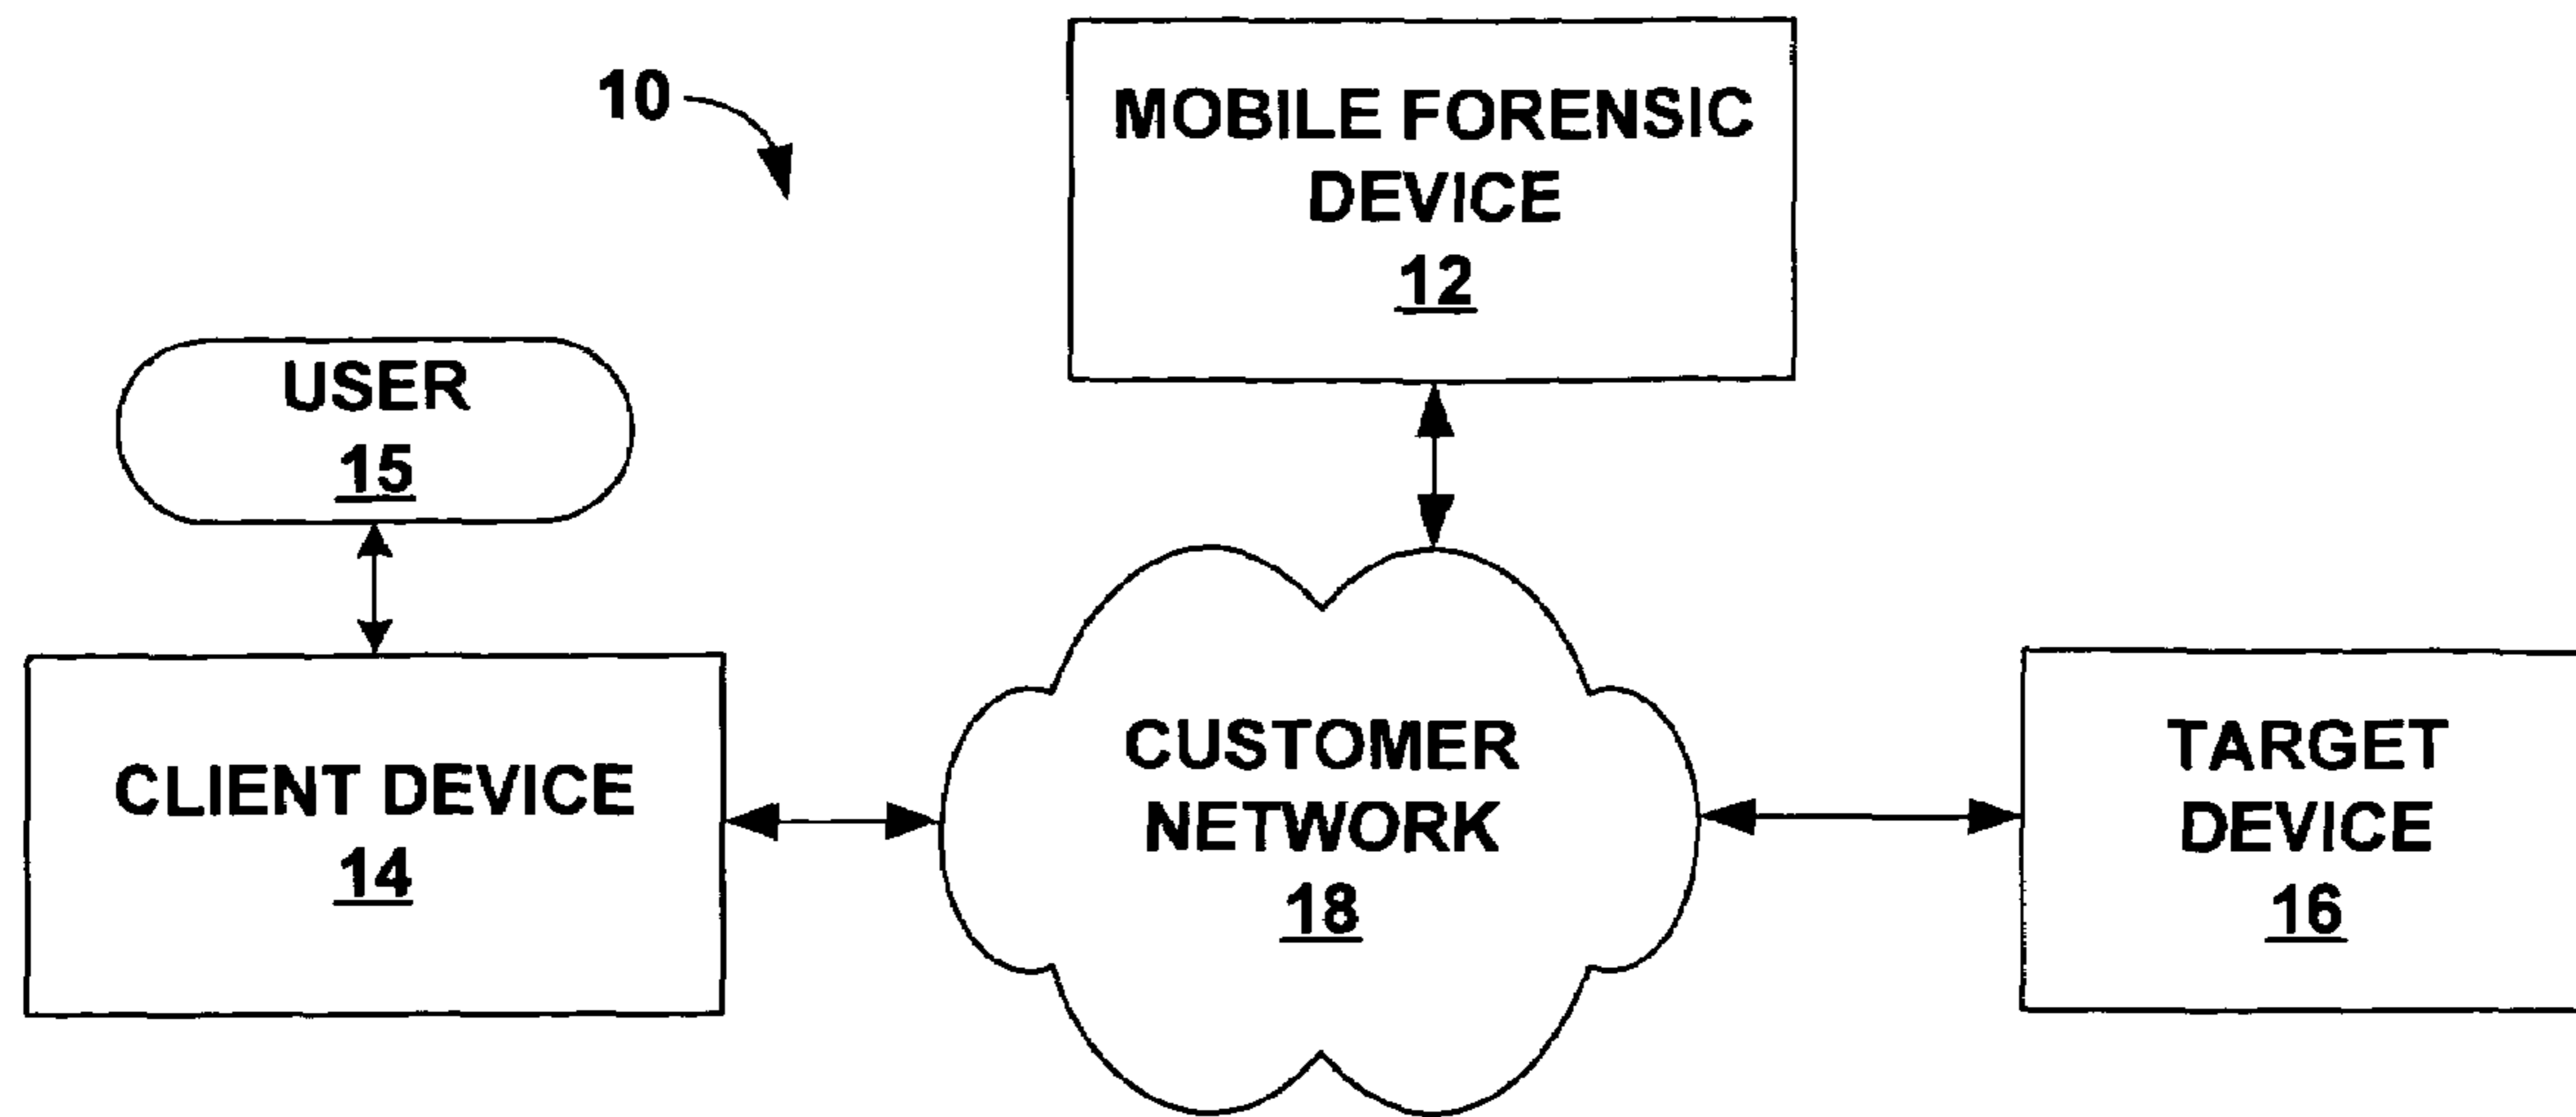 10
MOBILE FORENSIC
DEVICE
12
USER
15
CLIENT DEVICE
14
CUSTOMER
NETWORK
18
TARGET
DEVICE
16